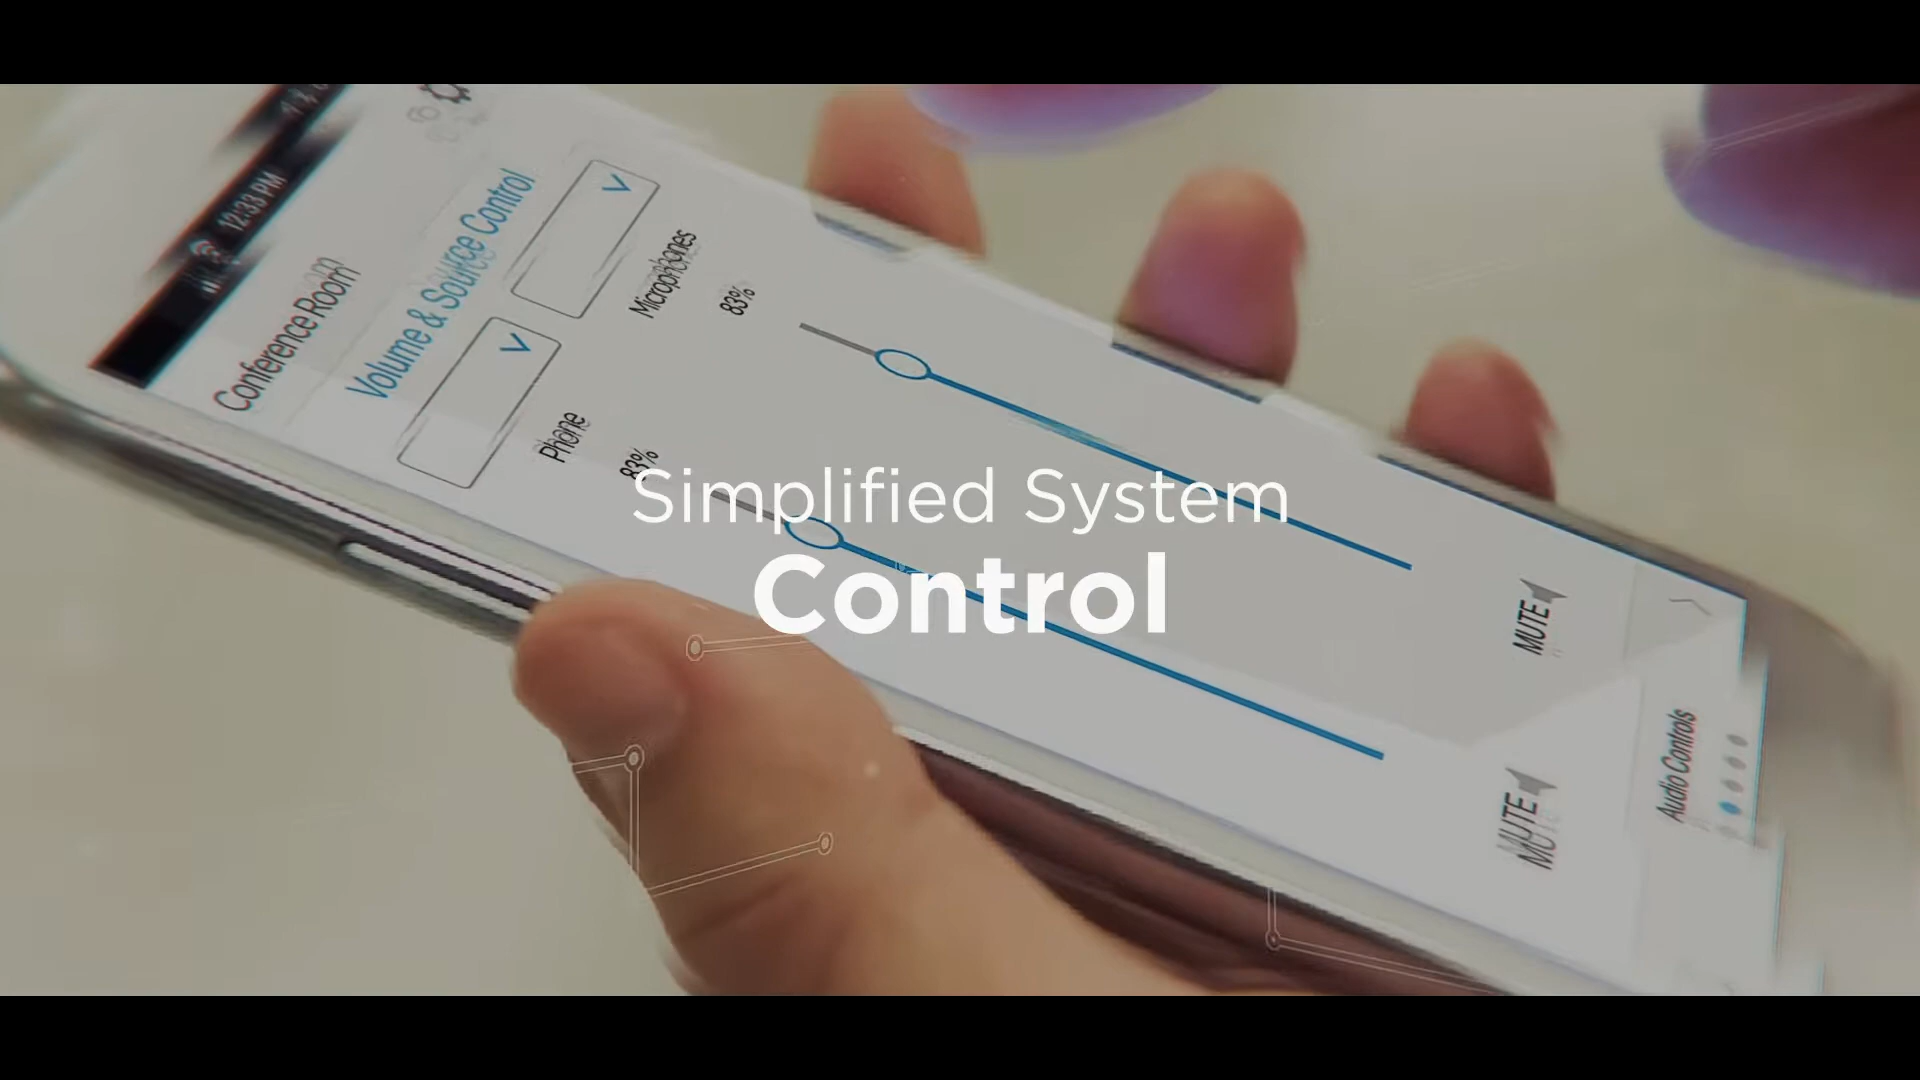 12:33 PM
Conference Room
Volume & Source Control
Phone
83%
Microphones
83%
Simplified System
Control
MUTE
MUTE
Audio Controls